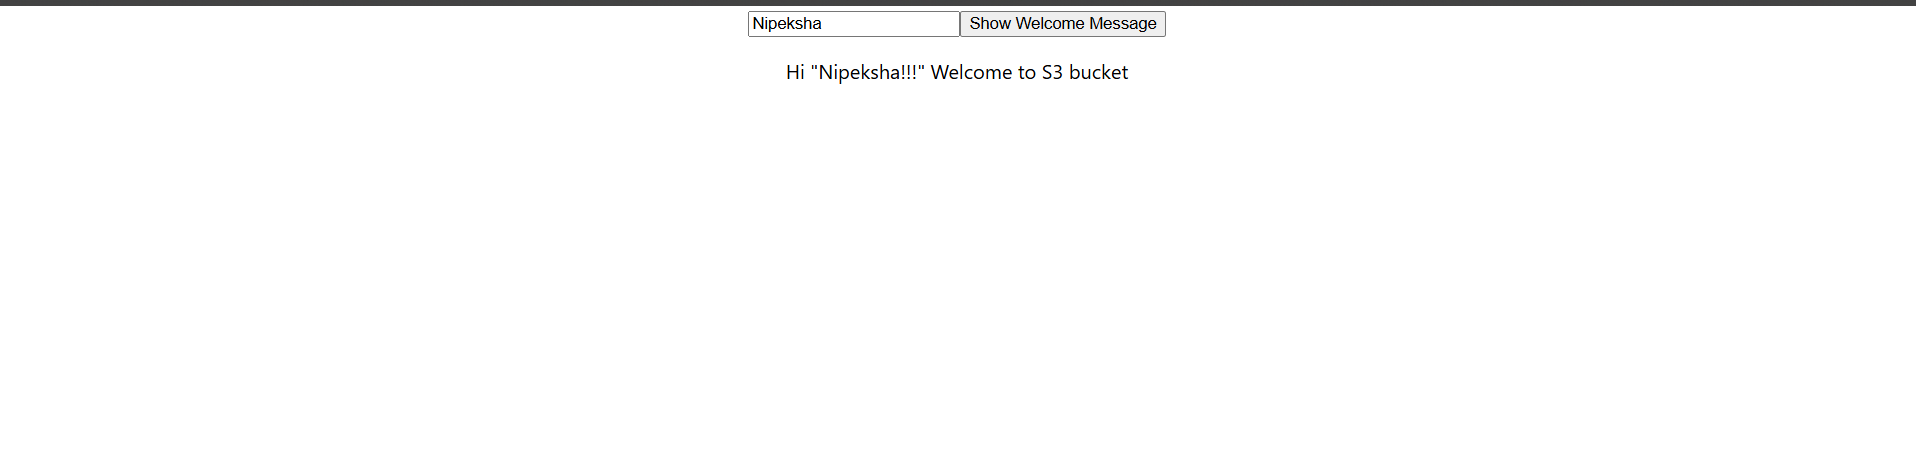 Nipeksha Show Welcome Message
Hi "Nipeksha!!!" Welcome to S3 bucket